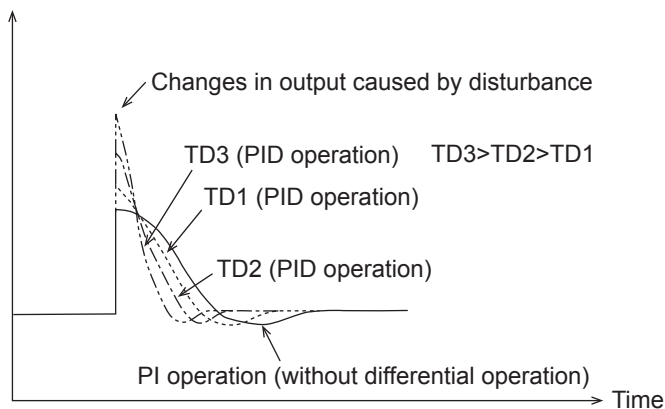 Changes in output caused by disturbance
TD3 (PID operation) TD3>TD2>TD1
TD1 (PID operation)
TD2 (PID operation)
PI operation (without differential operation)
Time